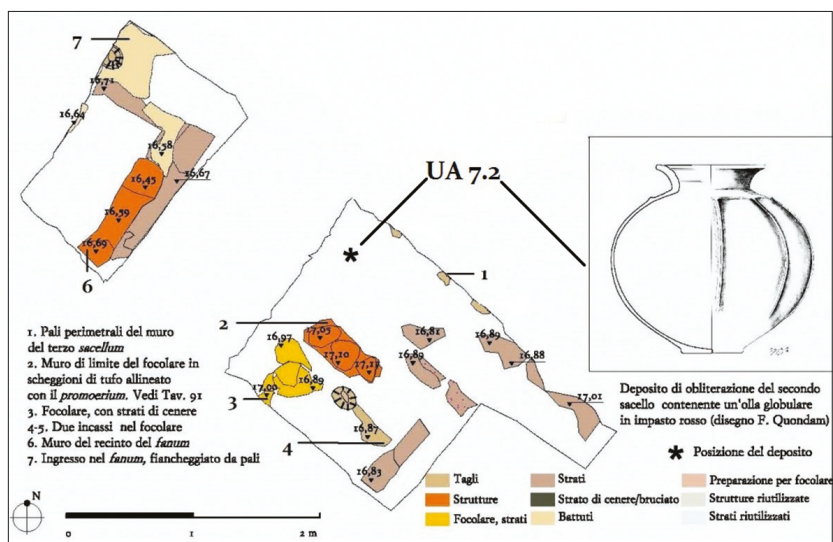 7
16,71
16,64
16,58
16,67
16,45
16,59
16,69
6
UA 7.2
*
1
2
17,05
16,97
17,10
17,12
16,81
16,89
16,89
16,88
17,00
16,89
3
17,01
16,87
4
16,83
1. Pali perimetrali del muro
del terzo sacellum
2. Muro di limite del focolare in
scheggioni di tufo allineato
con il promoerium. Vedi Tav. 91
3. Focolare, con strati di cenere
4-5. Due incassi nel focolare
6. Muro del recinto del fanum
7. Ingresso nel fanum, fiancheggiato da pali
Deposito di obliterazione del secondo
sacello contenente un'olla globulare
in impasto rosso (disegno F. Quondam)
* Posizione del deposito
Tagli
Strati
Preparazione per focolare
Strutture
Strato di cenere/bruciato
Strutture riutilizzate
Focolare, strati
Battuti
Strati riutilizzati
N
0 1 2 m